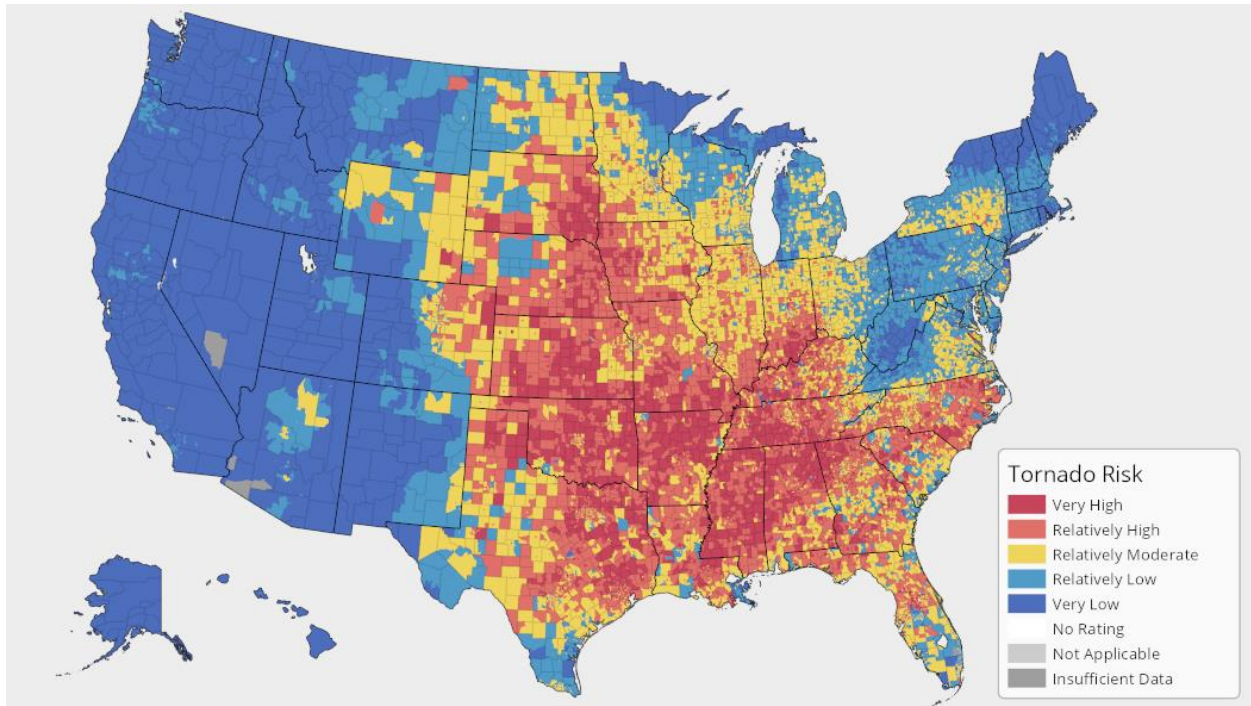 Tornado Risk
Very High
Relatively High
Relatively Moderate
Relatively Low
Very Low
No Rating
Not Applicable
Insufficient Data